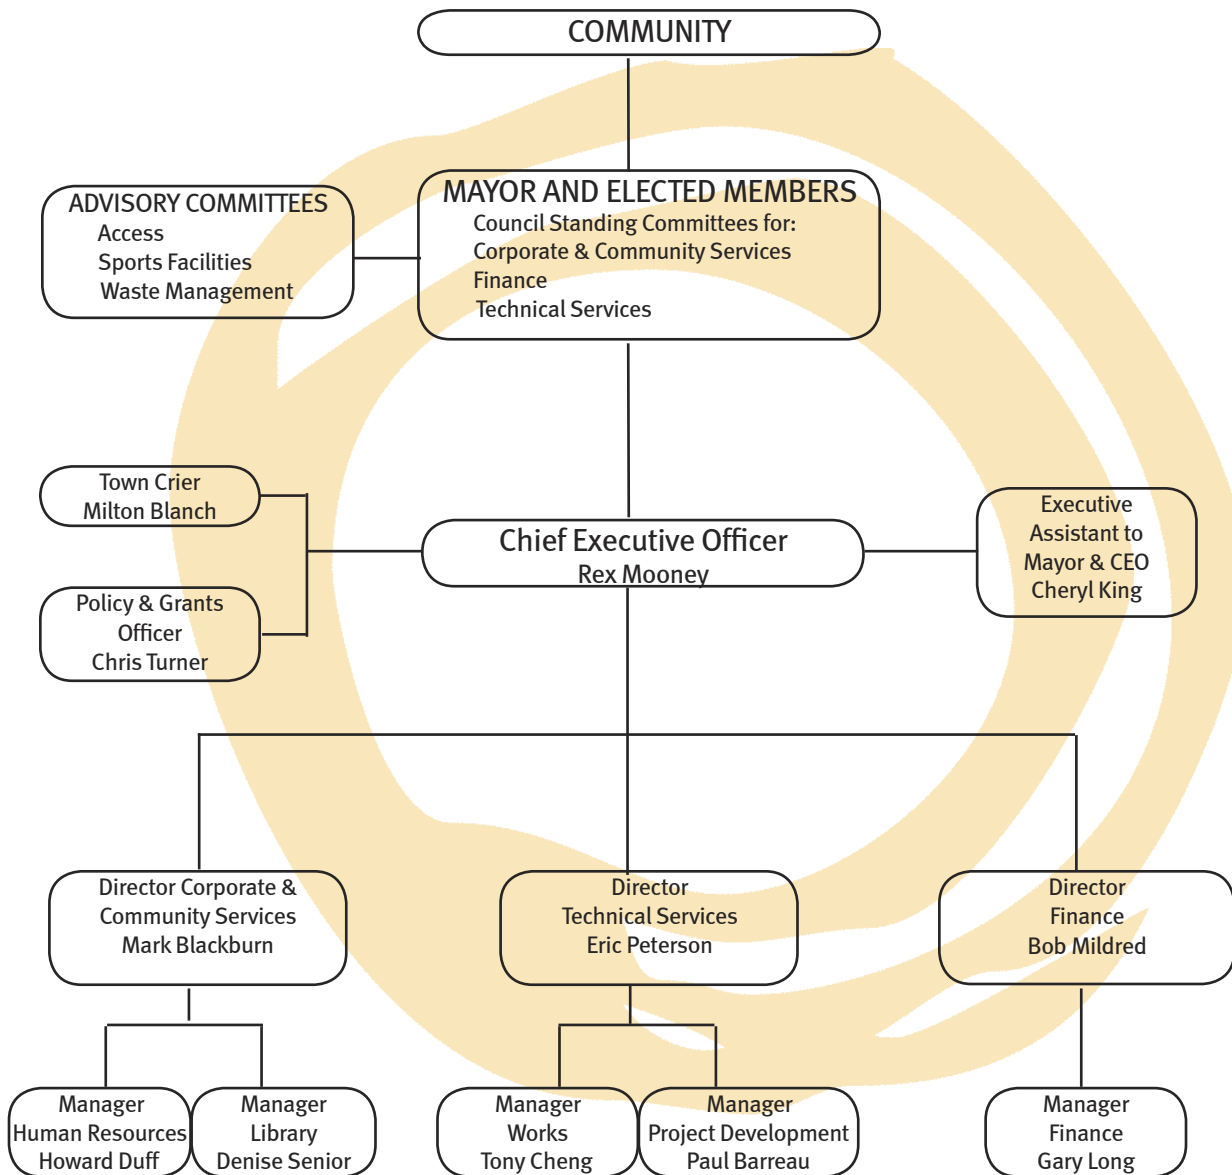 COMMUNITY
ADVISORY COMMITTEES
Access
Sports Facilities
Waste Management
MAYOR AND ELECTED MEMBERS
Council Standing Committees for:
Corporate & Community Services
Finance
Technical Services
Town Crier
Milton Blanch
Policy & Grants
Officer
Chris Turner
Chief Executive Officer
Rex Mooney
Executive
Assistant to
Mayor & CEO
Cheryl King
Director Corporate &
Community Services
Mark Blackburn
Director
Technical Services
Eric Peterson
Director
Finance
Bob Mildred
Manager
Human Resources
Howard Duff
Manager
Library
Denise Senior
Manager
Works
Tony Cheng
Manager
Project Development
Paul Barreau
Manager
Finance
Gary Long